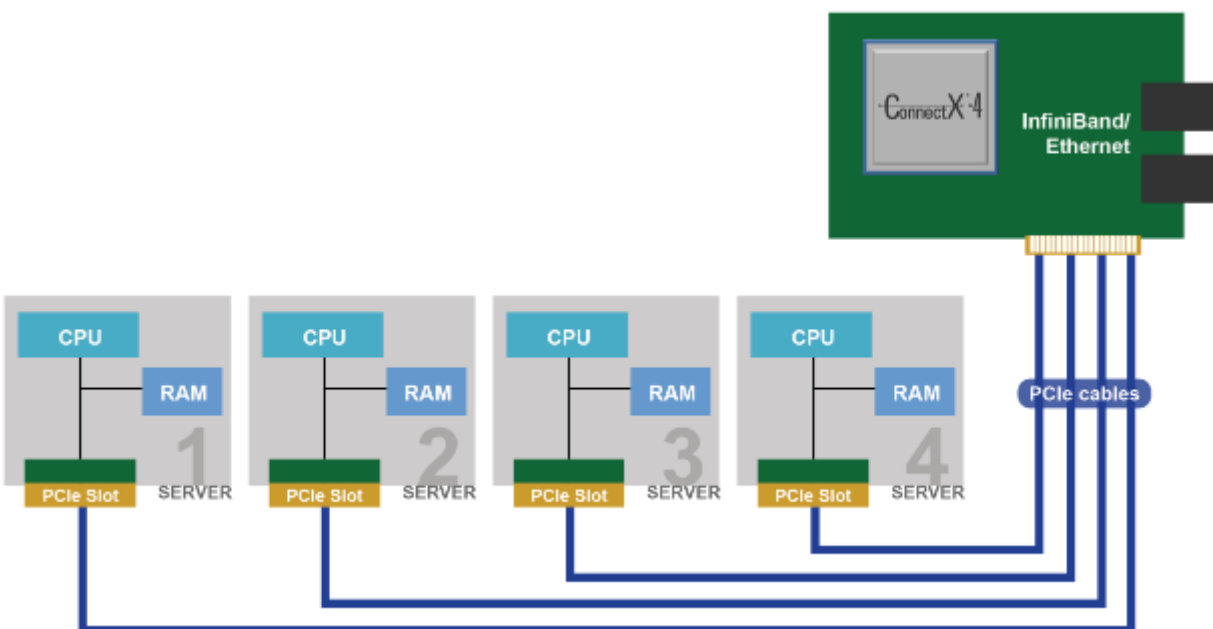 ConnectX-4
InfiniBand/
Ethernet
CPU
RAM
1
PCIe Slot
SERVER
CPU
RAM
2
PCIe Slot
SERVER
CPU
RAM
3
PCIe Slot
SERVER
CPU
RAM
4
PCIe Slot
SERVER
PCIe cables